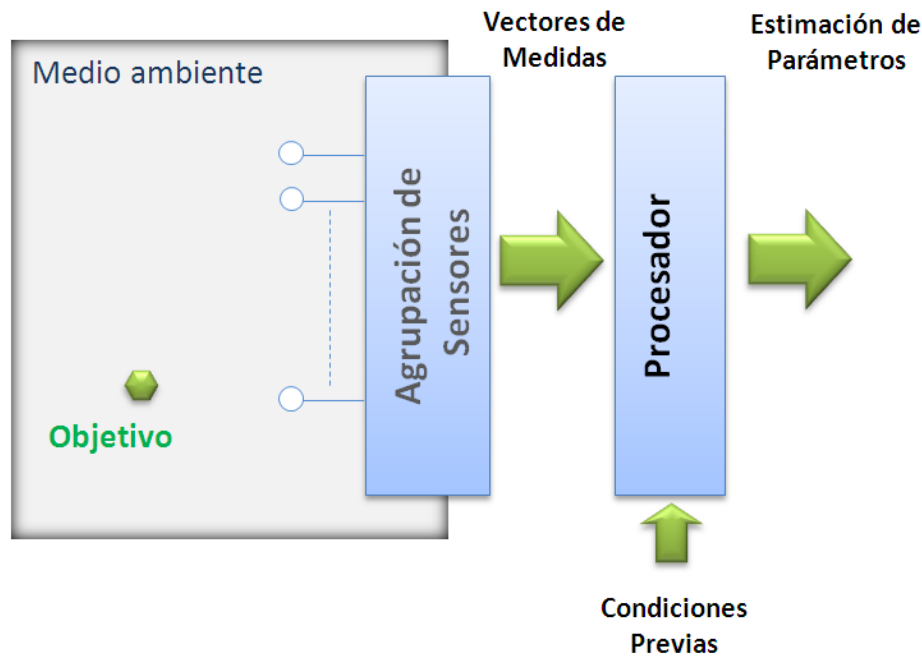 Vectores de
Medidas
Estimación de
Parámetros
Medio ambiente
Agrupación de
Sensores
Procesador
Objetivo
Condiciones
Previas